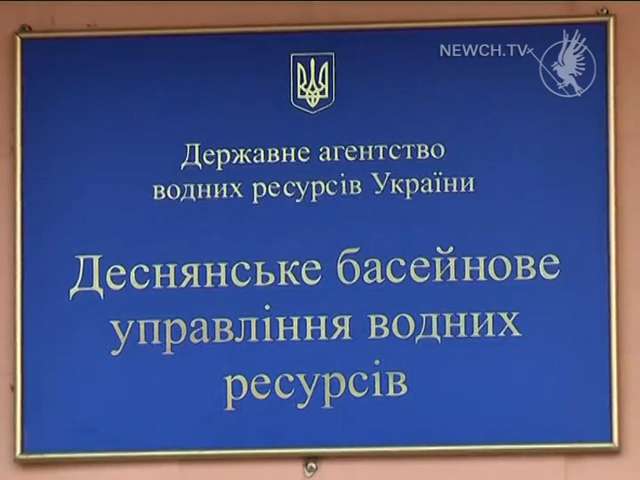 NEWCH.TV
Державне агентство
водних ресурсів України
Деснянське басейнове
управління водних
ресурсів